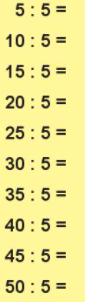 5 : 5 =
10 : 5 =
15 : 5 =
20 : 5 =
25 : 5 =
30 : 5 =
35 : 5 =
40 : 5 =
45 : 5 =
50 : 5 =